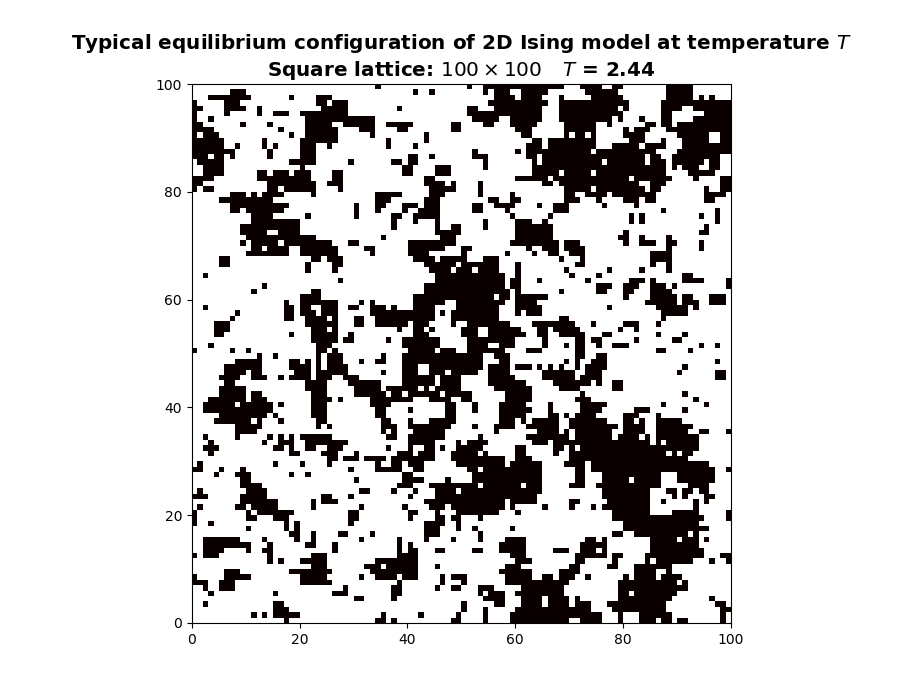 Typical equilibrium configuration of 2D Ising model at temperature T
Square lattice: 100 × 100 T = 2.44
100
80
60
40
20
0
0 20 40 60 80 100